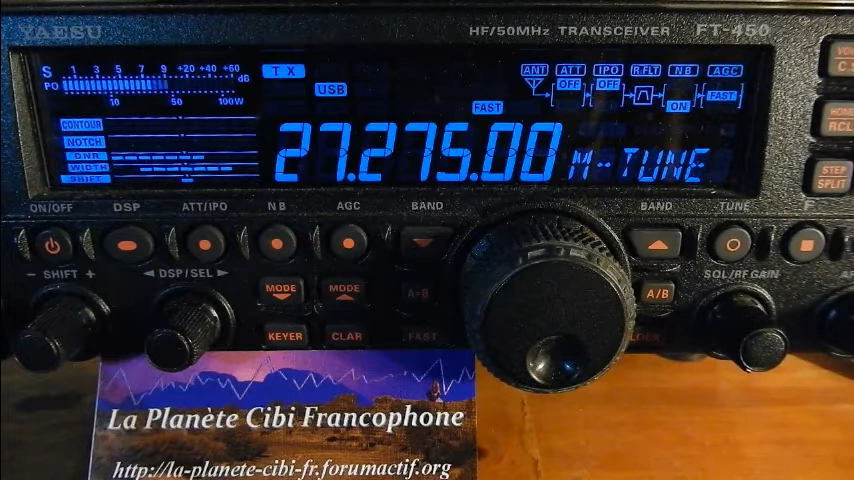 YAESU HF/50MHz TRANSCEIVER FT-450
S 1 3 5 7 9 +20 +40 +60 dB
PO 10 50 100W
TX
USB
FAST
ANT ATT IPO R.FLT NB AGC
OFF OFF ON FAST
CONTOUR
NOTCH
DNR
WIDTH
SHIFT
27.275.00 M-TUNE
HOME
RCL
STEP
SPLIT
ON/OFF DSP ATT/IPO NB AGC BAND BAND TUNE F
- SHIFT + DSP/SEL SQL/RF GAIN AF
MODE MODE A=B A/B
KEYER CLAR FAST LOCK
La Planète Cibi Francophone
http://la-planete-cibi-fr.forumactif.org